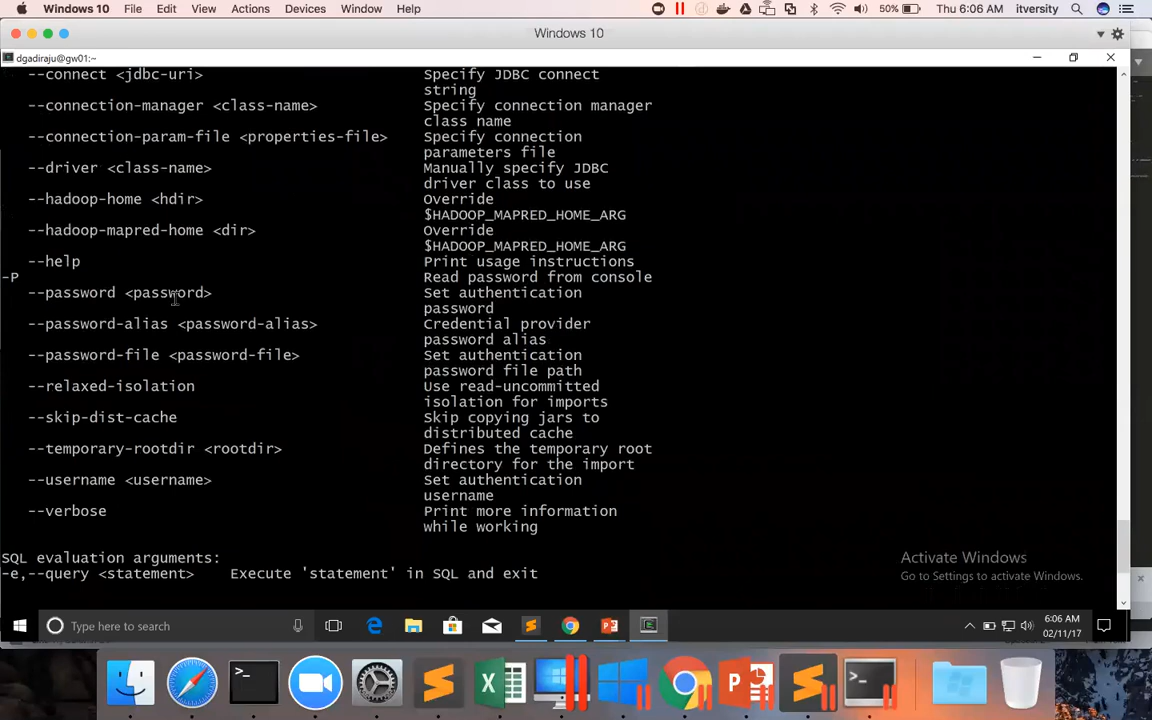 Windows 10 File Edit View Actions Devices Window Help 50% Thu 6:06 AM itversity
Windows 10
dgadiraju@gw01:~
--connect <jdbc-uri> Specify JDBC connect
string
--connection-manager <class-name> Specify connection manager
class name
--connection-param-file <properties-file> Specify connection
parameters file
--driver <class-name> Manually specify JDBC
driver class to use
--hadoop-home <hdir> Override
$HADOOP_MAPRED_HOME_ARG
--hadoop-mapred-home <dir> Override
$HADOOP_MAPRED_HOME_ARG
--help Print usage instructions
-P Read password from console
--password <password> Set authentication
password
--password-alias <password-alias> Credential provider
password alias
--password-file <password-file> Set authentication
password file path
--relaxed-isolation Use read-uncommitted
isolation for imports
--skip-dist-cache Skip copying jars to
distributed cache
--temporary-rootdir <rootdir> Defines the temporary root
directory for the import
--username <username> Set authentication
username
--verbose Print more information
while working
SQL evaluation arguments:
-e,--query <statement> Execute 'statement' in SQL and exit
Activate Windows
Go to Settings to activate Windows.
Type here to search
6:06 AM
02/11/17